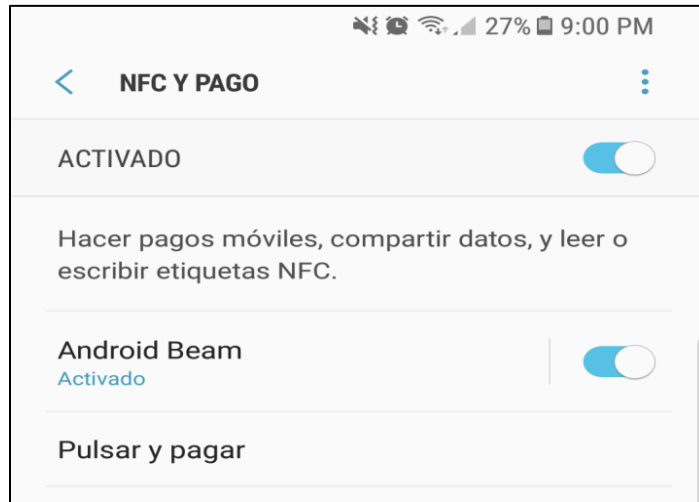 27% 9:00 PM
NFC Y PAGO
ACTIVADO
Hacer pagos móviles, compartir datos, y leer o
escribir etiquetas NFC.
Android Beam
Activado
Pulsar y pagar